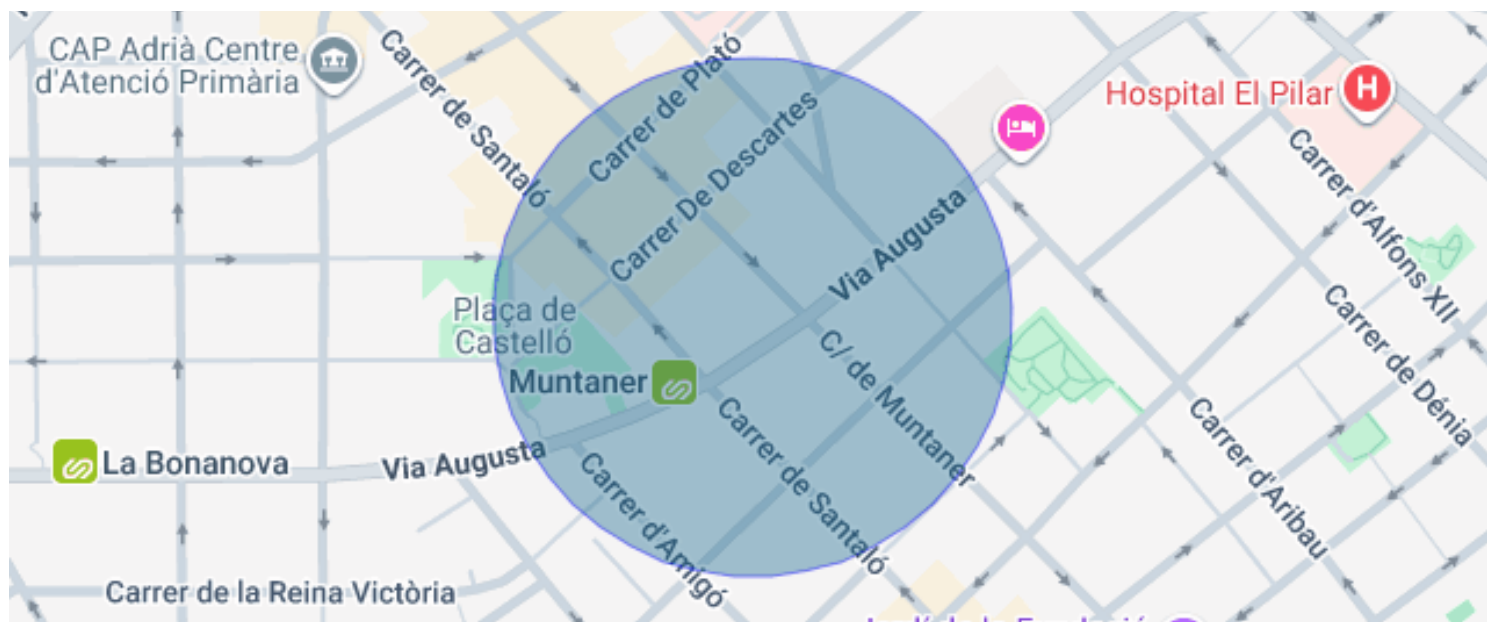 CAP Adrià Centre
d'Atenció Primària
Carrer de Santaló
Carrer de Plató
Carrer De Descartes
Hospital El Pilar
H
Carrer d'Alfons XII
Via Augusta
Plaça de
Castelló
Muntaner
C/ de Muntaner
Carrer de Dénia
La Bonanova
Via Augusta
Carrer de Santaló
Carrer d'Aribau
Carrer d'Amigó
Carrer de la Reina Victòria